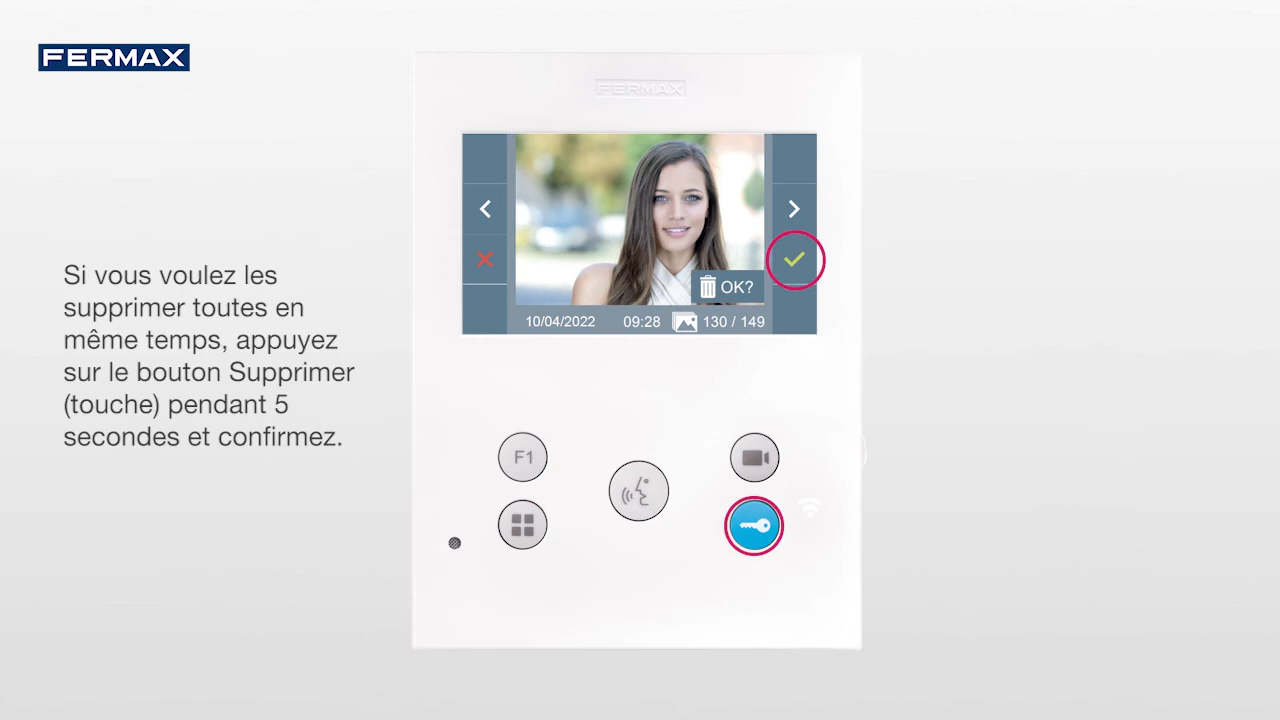 FERMAX
FERMAX
Si vous voulez les
supprimer toutes en
même temps, appuyez
sur le bouton Supprimer
(touche) pendant 5
secondes et confirmez.
OK?
10/04/2022 09:28 130 / 149
F1